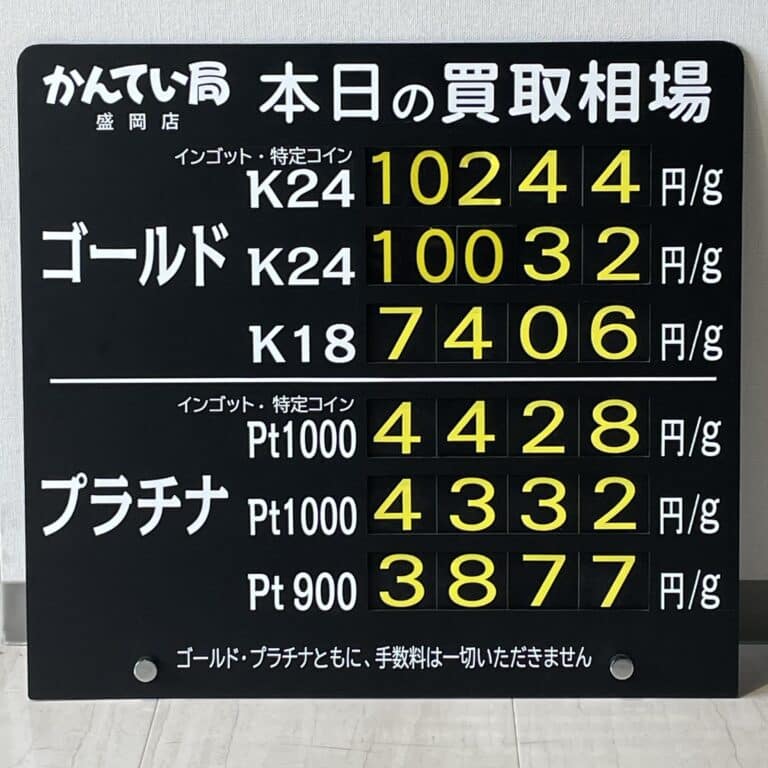 かんてい局 本日の買取相場
盛岡店
インゴット・特定コイン
K24 10244 円/g
ゴールド K24 10032 円/g
K18 7406 円/g
インゴット・特定コイン
Pt1000 4428 円/g
プラチナ Pt1000 4332 円/g
Pt900 3877 円/g
ゴールド・プラチナともに、手数料は一切いただきません